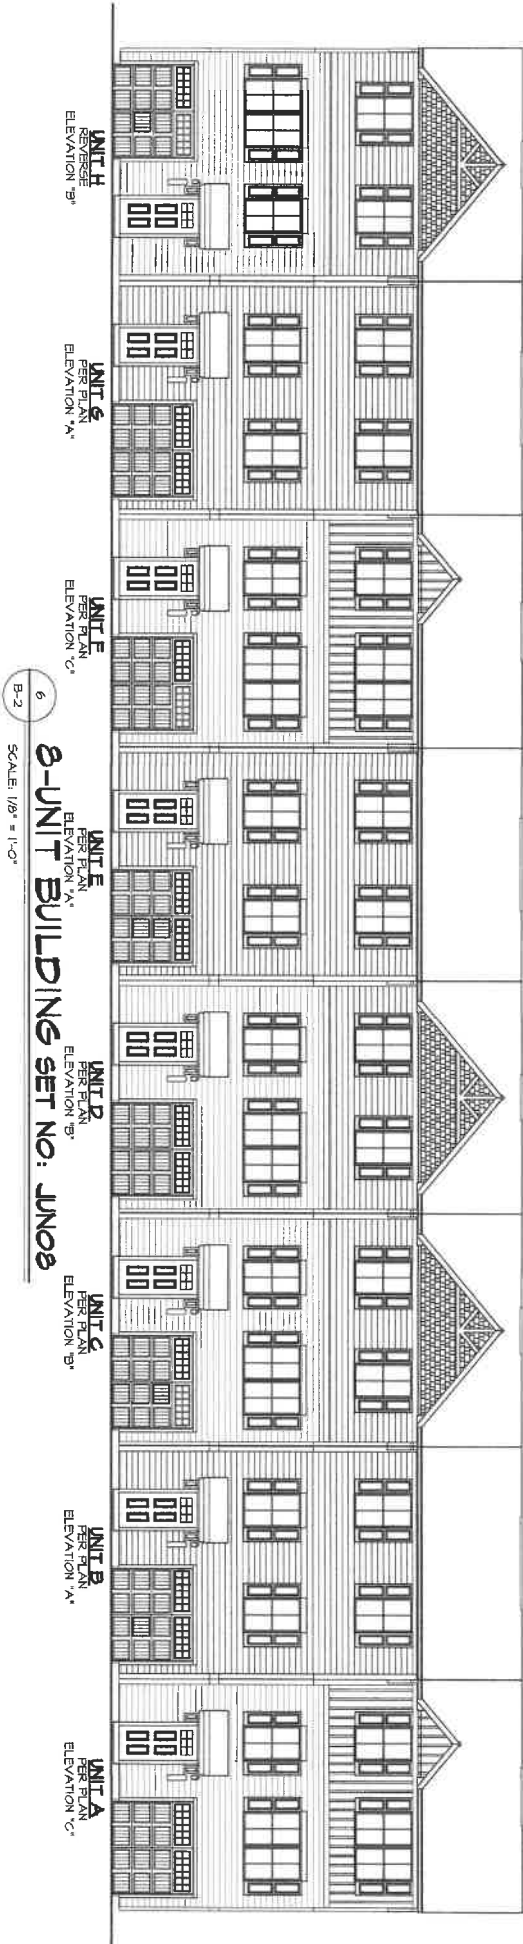 UNIT H
REVERSE
ELEVATION "B"
UNIT G
PER PLAN
ELEVATION "A"
UNIT F
PER PLAN
ELEVATION "C"
UNIT E
PER PLAN
ELEVATION "A"
UNIT D
PER PLAN
ELEVATION "B"
UNIT C
PER PLAN
ELEVATION "B"
UNIT B
PER PLAN
ELEVATION "A"
UNIT A
PER PLAN
ELEVATION "C"
6
B-2
8-UNIT BUILDING SET NO: JUN08
SCALE: 1/8" = 1'-0"